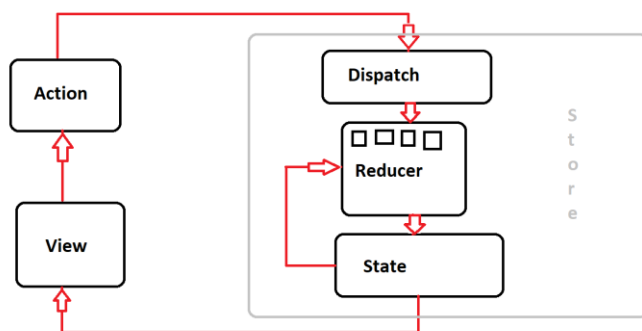 Action
Dispatch
Reducer
State
View
S
t
o
r
e